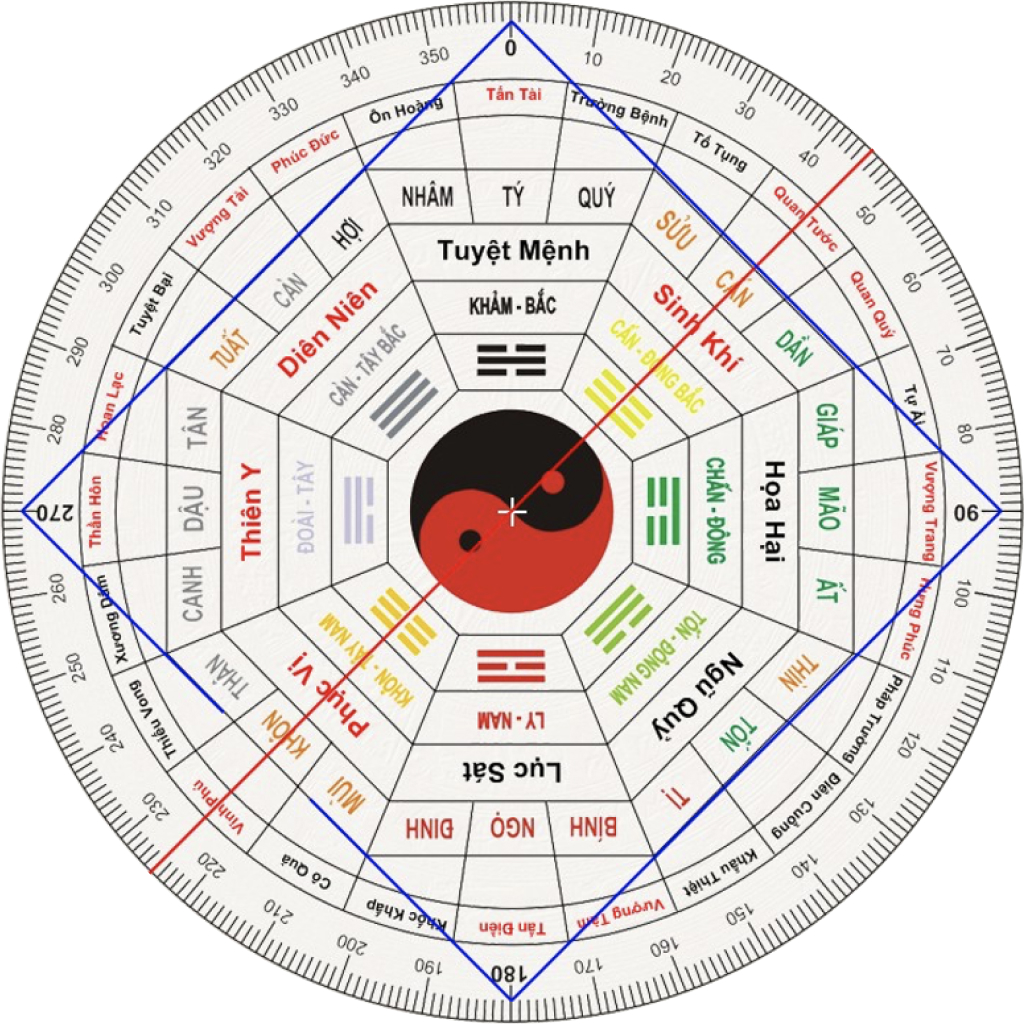 0
10
20
30
40
50
60
70
80
90
100
110
120
130
140
150
160
170
180
190
200
210
220
230
240
250
260
270
280
290
300
310
320
330
340
350
Tấn Tài
Trường Bệnh
Tố Tụng
Quan Tước
Quan Quý
Tự Ải
Vượng Trang
Hưng Phúc
Pháp Trường
Điên Cuồng
Khẩu Thiệt
Vượng Tàm
Tấn Điền
Khốc Khấp
Cô Quả
Vinh Phú
Thiếu Vong
Xương Dâm
Thân Hôn
Hoan Lạc
Tuyệt Bại
Vượng Tài
Phúc Đức
Ôn Hoàng
NHÂM
TÝ
QUÝ
SỬU
CẤN
DẦN
GIÁP
MÃO
ẤT
THÌN
TỐN
TỊ
BÍNH
NGỌ
ĐINH
MÙI
KHÔN
THÂN
CANH
DẬU
TÂN
TUẤT
CÀN
HỢI
Tuyệt Mệnh
Sinh Khí
Họa Hại
Ngũ Quỷ
Lục Sát
Phục Vị
Thiên Y
Diên Niên
KHẢM - BẮC
CẤN - ĐÔNG BẮC
CHẤN - ĐÔNG
TỐN - ĐÔNG NAM
LY - NAM
KHÔN - TÂY NAM
ĐOÀI - TÂY
CÀN - TÂY BẮC